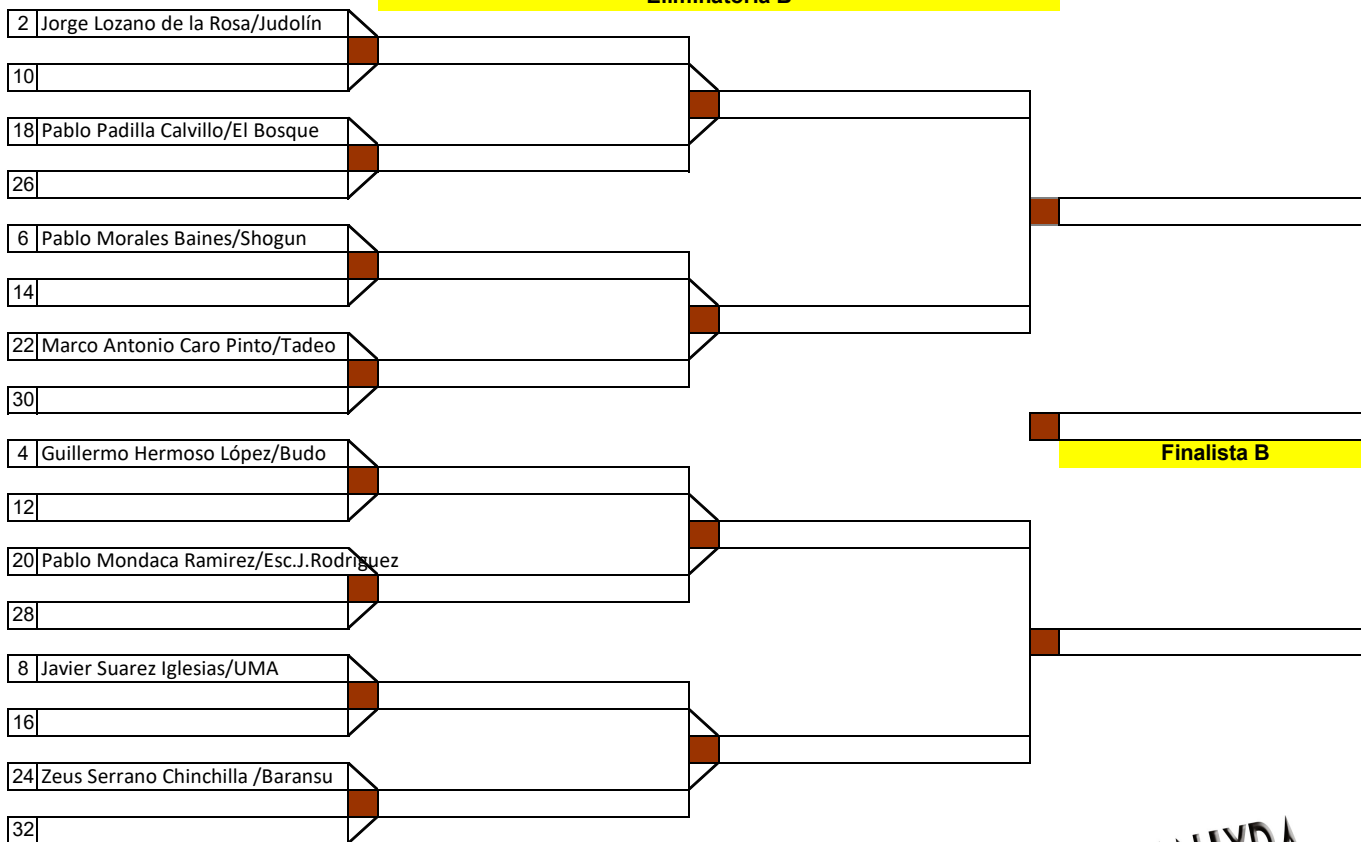 Eliminatoria B
2 Jorge Lozano de la Rosa/Judolín
10
18 Pablo Padilla Calvillo/El Bosque
26
6 Pablo Morales Baines/Shogun
14
22 Marco Antonio Caro Pinto/Tadeo
30
4 Guillermo Hermoso López/Budo
Finalista B
12
20 Pablo Mondaca Ramirez/Esc.J.Rodriguez
28
8 Javier Suarez Iglesias/UMA
16
24 Zeus Serrano Chinchilla /Baransu
32